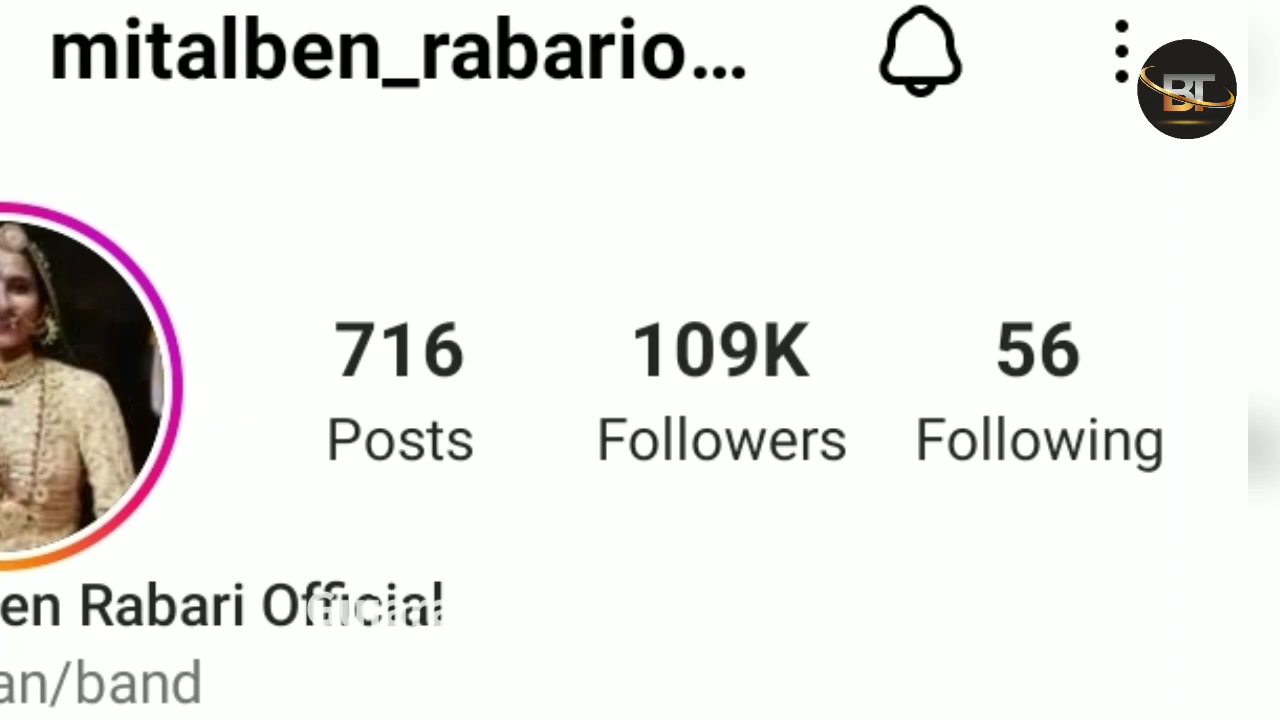 mitalben_rabario...
BT
716 109K 56
Posts Followers Following
en Rabari Official
an/band